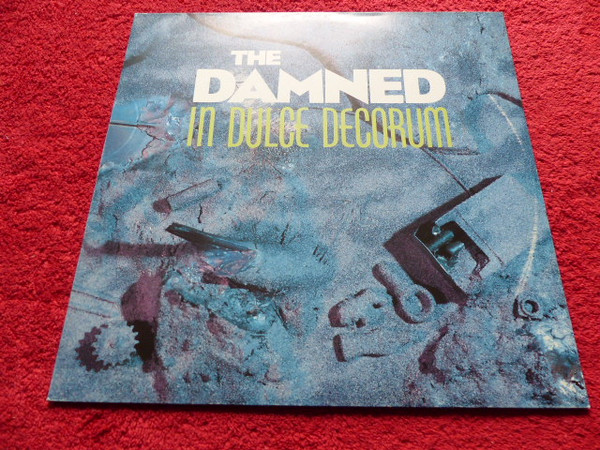 THE
DAMNED
IN DULCE DECORUM